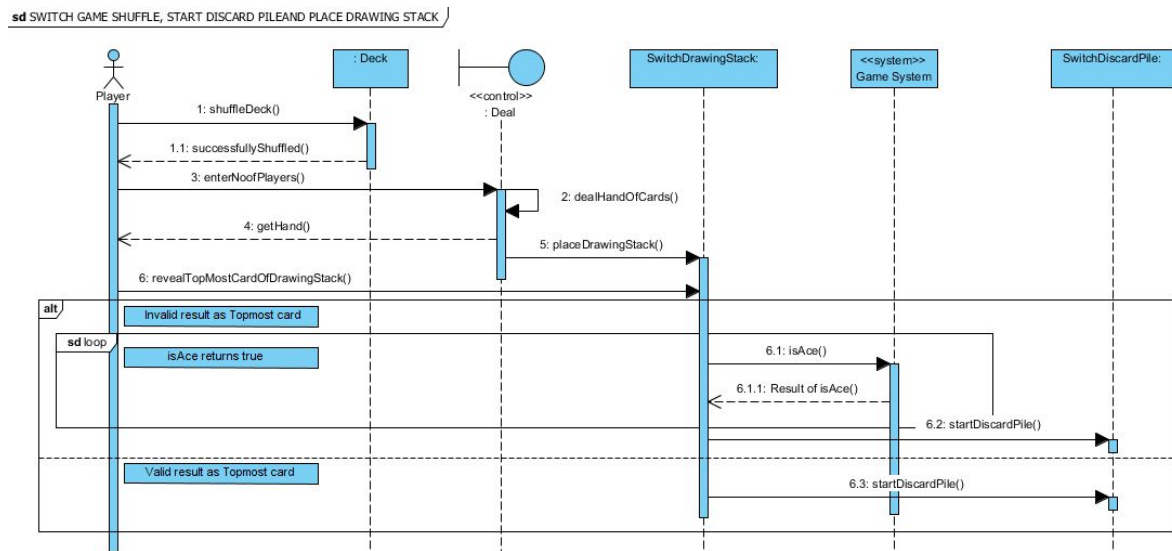 sd SWITCH GAME SHUFFLE, START DISCARD PILEAND PLACE DRAWING STACK
Player
: Deck
<<control>>
: Deal
SwitchDrawingStack:
<<system>>
Game System
SwitchDiscardPile:
1: shuffleDeck()
1.1: successfullyShuffled()
3: enterNoofPlayers()
2: dealHandOfCards()
4: getHand()
5: placeDrawingStack()
6: revealTopMostCardOfDrawingStack()
alt
Invalid result as Topmost card
sd loop
isAce returns true
6.1: isAce()
6.1.1: Result of isAce()
6.2: startDiscardPile()
Valid result as Topmost card
6.3: startDiscardPile()